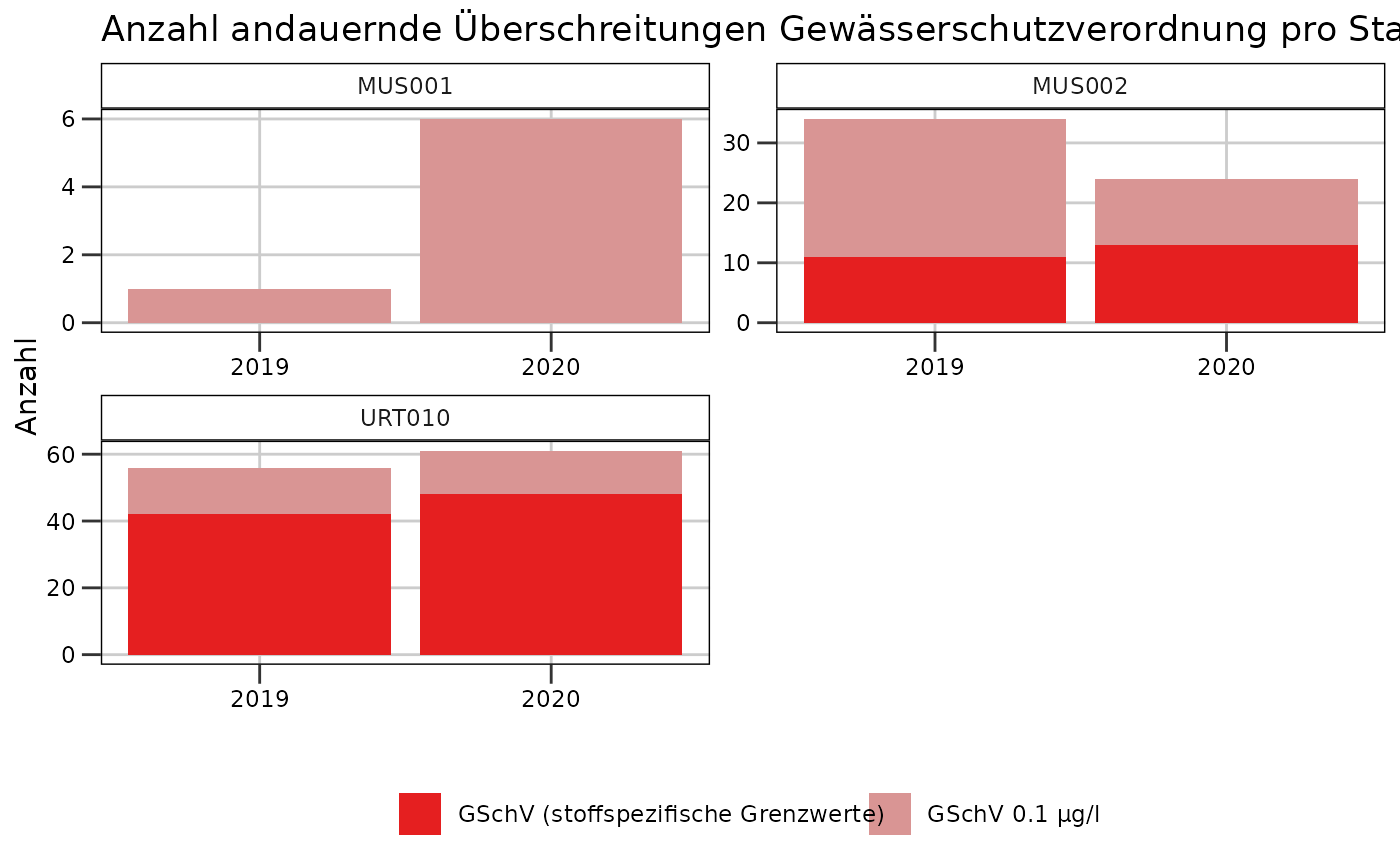 Anzahl andauernde Überschreitungen Gewässerschutzverordnung pro Sta
MUS001
MUS002
6
4
2
0
30
20
10
0
2019
2020
2019
2020
Anzahl
URT010
60
40
20
0
2019
2020
GSchV (stoffspezifische Grenzwerte)
GSchV 0.1 µg/l